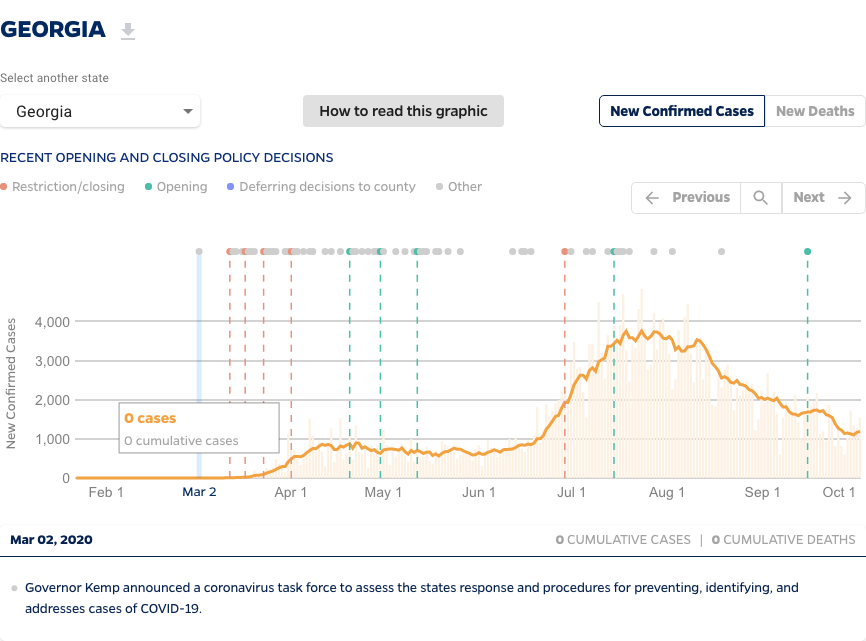 GEORGIA
Select another state
Georgia
How to read this graphic
New Confirmed Cases
New Deaths
RECENT OPENING AND CLOSING POLICY DECISIONS
Restriction/closing
Opening
Deferring decisions to county
Other
Previous
Next
New Confirmed Cases
4,000
3,000
2,000
1,000
0
0 cases
0 cumulative cases
Feb 1
Mar 2
Apr 1
May 1
Jun 1
Jul 1
Aug 1
Sep 1
Oct 1
Mar 02, 2020
0 CUMULATIVE CASES | 0 CUMULATIVE DEATHS
Governor Kemp announced a coronavirus task force to assess the states response and procedures for preventing, identifying, and
addresses cases of COVID-19.